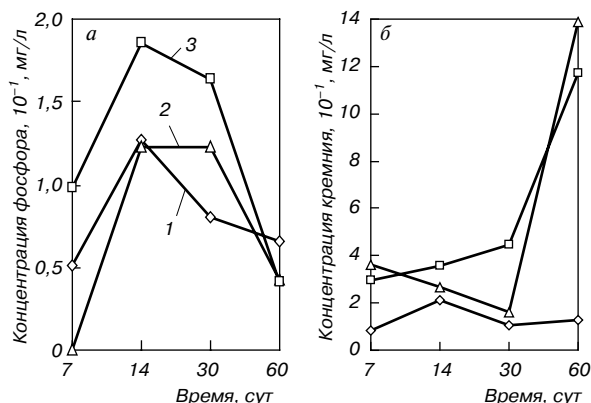 Концентрация фосфора, 10⁻¹, мг/л
2,0
1,5
1,0
0,5
0
а
3
2
1
7 14 30 60
Время, сут
Концентрация кремния, 10⁻¹, мг/л
14
12
10
8
6
4
2
0
б
7 14 30 60
Время, сут